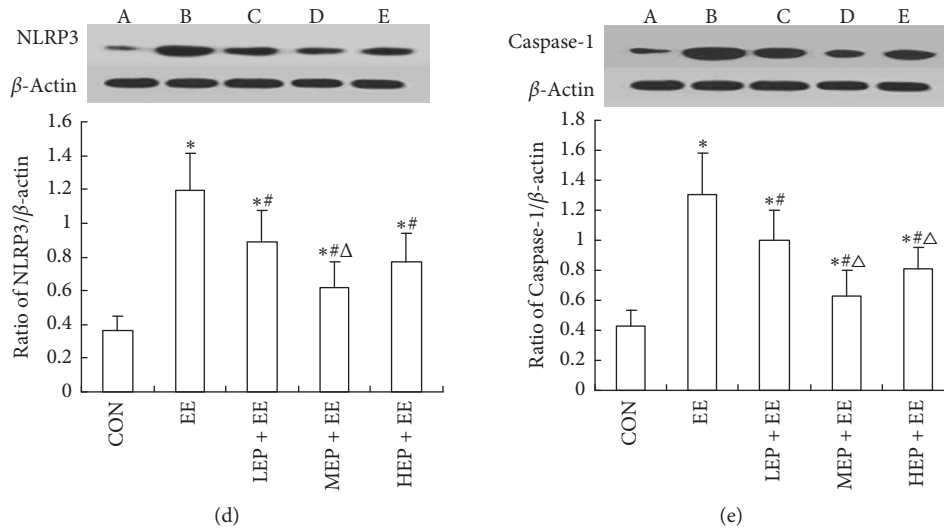 A B C D E
NLRP3
β-Actin
Ratio of NLRP3/β-actin
1.6
1.4
1.2
1
0.8
0.6
0.4
0.2
0
*
*#
*#Δ
*#
CON
EE
LEP + EE
MEP + EE
HEP + EE
(d)
A B C D E
Caspase-1
β-Actin
Ratio of Caspase-1/β-actin
1.8
1.6
1.4
1.2
1
0.8
0.6
0.4
0.2
0
*
*#
*#△
*#△
CON
EE
LEP + EE
MEP + EE
HEP + EE
(e)